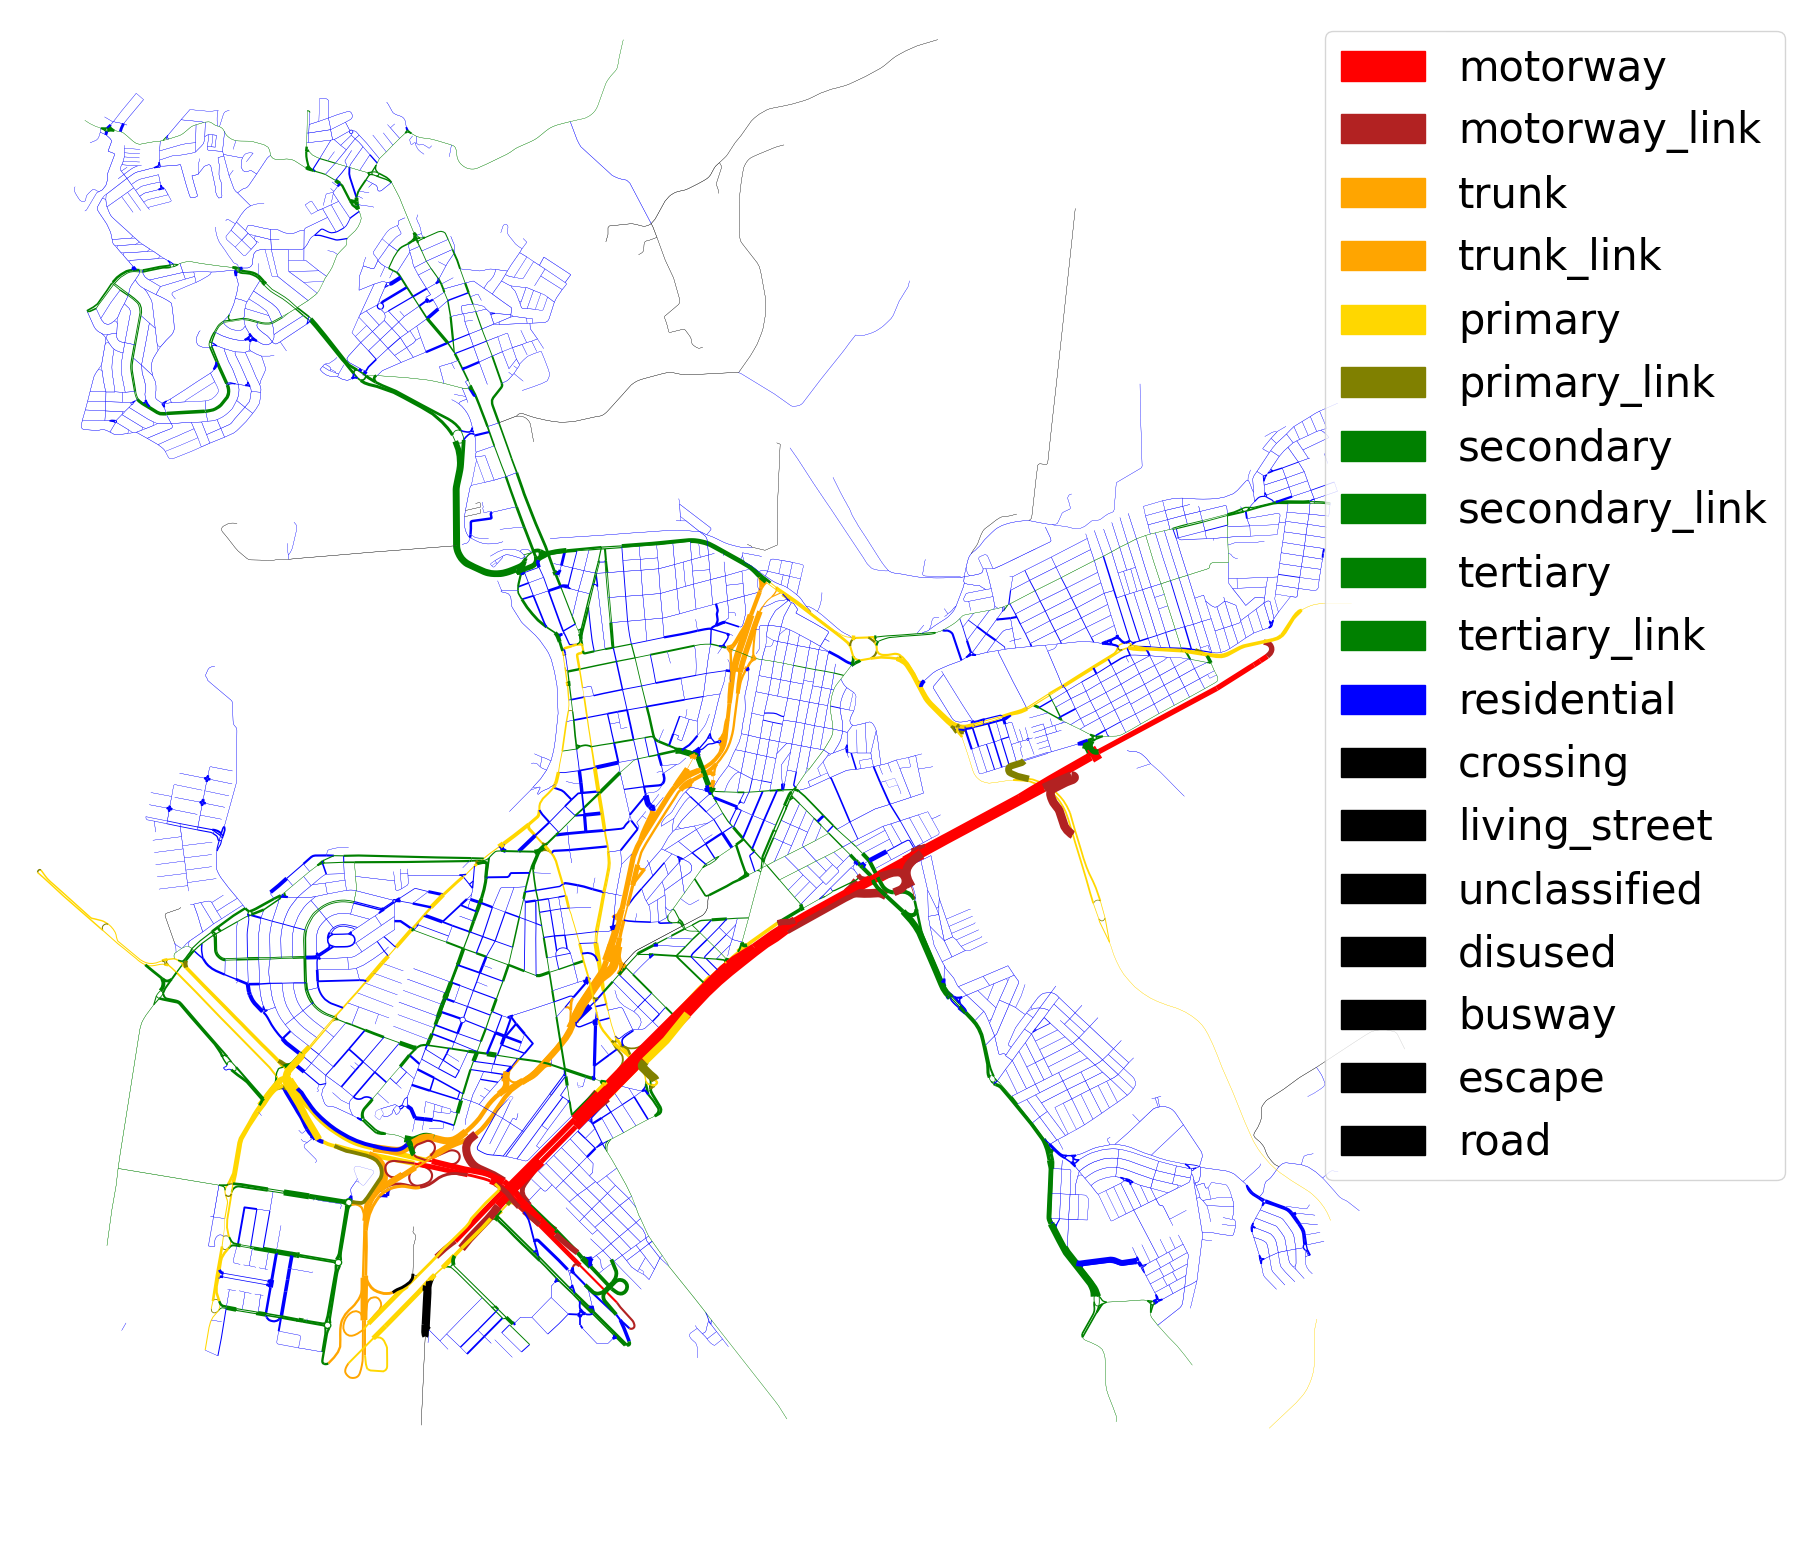 motorway
motorway_link
trunk
trunk_link
primary
primary_link
secondary
secondary_link
tertiary
tertiary_link
residential
crossing
living_street
unclassified
disused
busway
escape
road